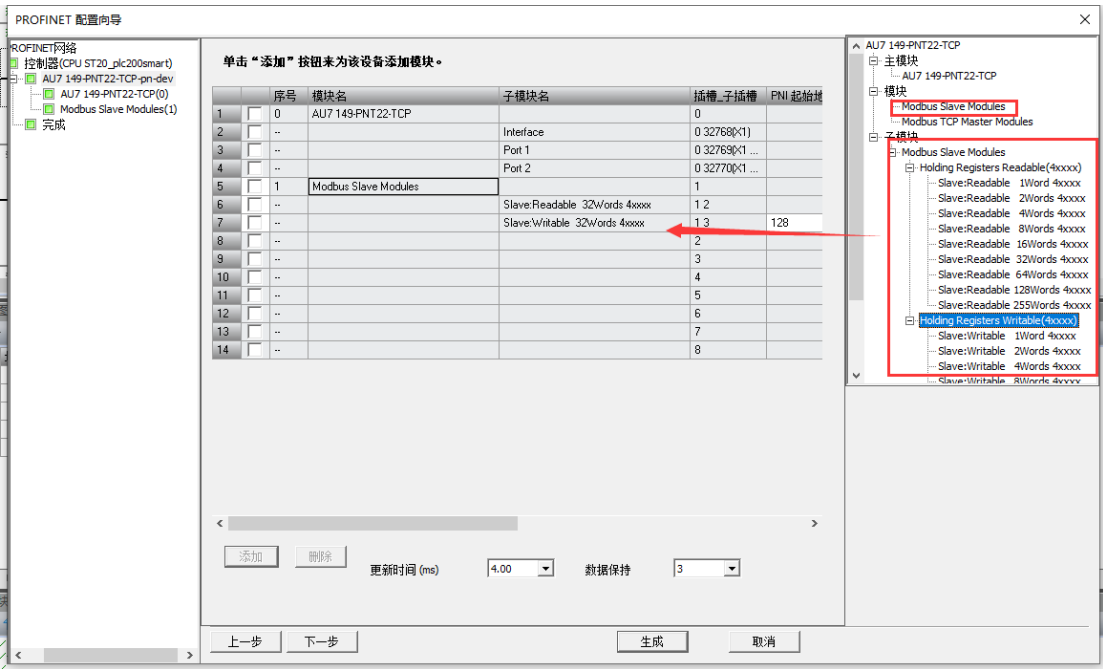 PROFINET 配置向导
PROFINET网络
控制器(CPU ST20_plc200smart)
AU7 149-PNT22-TCP-pn-dev
AU7 149-PNT22-TCP(0)
Modbus Slave Modules(1)
完成
单击“添加”按钮来为该设备添加模块。
序号 模块名 子模块名 插槽_子插槽 PNI 起始地
1 0 AU7 149-PNT22-TCP 0
2 -- Interface 0 32768(X1)
3 -- Port 1 0 32769(X1 ...
4 -- Port 2 0 32770(X1 ...
5 1 Modbus Slave Modules 1
6 -- Slave:Readable 32Words 4xxxx 1 2
7 -- Slave:Writable 32Words 4xxxx 1 3 128
8 -- 2
9 -- 3
10 -- 4
11 -- 5
12 -- 6
13 -- 7
14 -- 8
添加 删除 更新时间 (ms) 4.00 数据保持 3
上一步 下一步 生成 取消
AU7 149-PNT22-TCP
主模块
AU7 149-PNT22-TCP
模块
Modbus Slave Modules
Modbus TCP Master Modules
子模块
Modbus Slave Modules
Holding Registers Readable(4xxxx)
Slave:Readable 1Word 4xxxx
Slave:Readable 2Words 4xxxx
Slave:Readable 4Words 4xxxx
Slave:Readable 8Words 4xxxx
Slave:Readable 16Words 4xxxx
Slave:Readable 32Words 4xxxx
Slave:Readable 64Words 4xxxx
Slave:Readable 128Words 4xxxx
Slave:Readable 255Words 4xxxx
Holding Registers Writable(4xxxx)
Slave:Writable 1Word 4xxxx
Slave:Writable 2Words 4xxxx
Slave:Writable 4Words 4xxxx
Slave:Writable 8Words 4xxxx